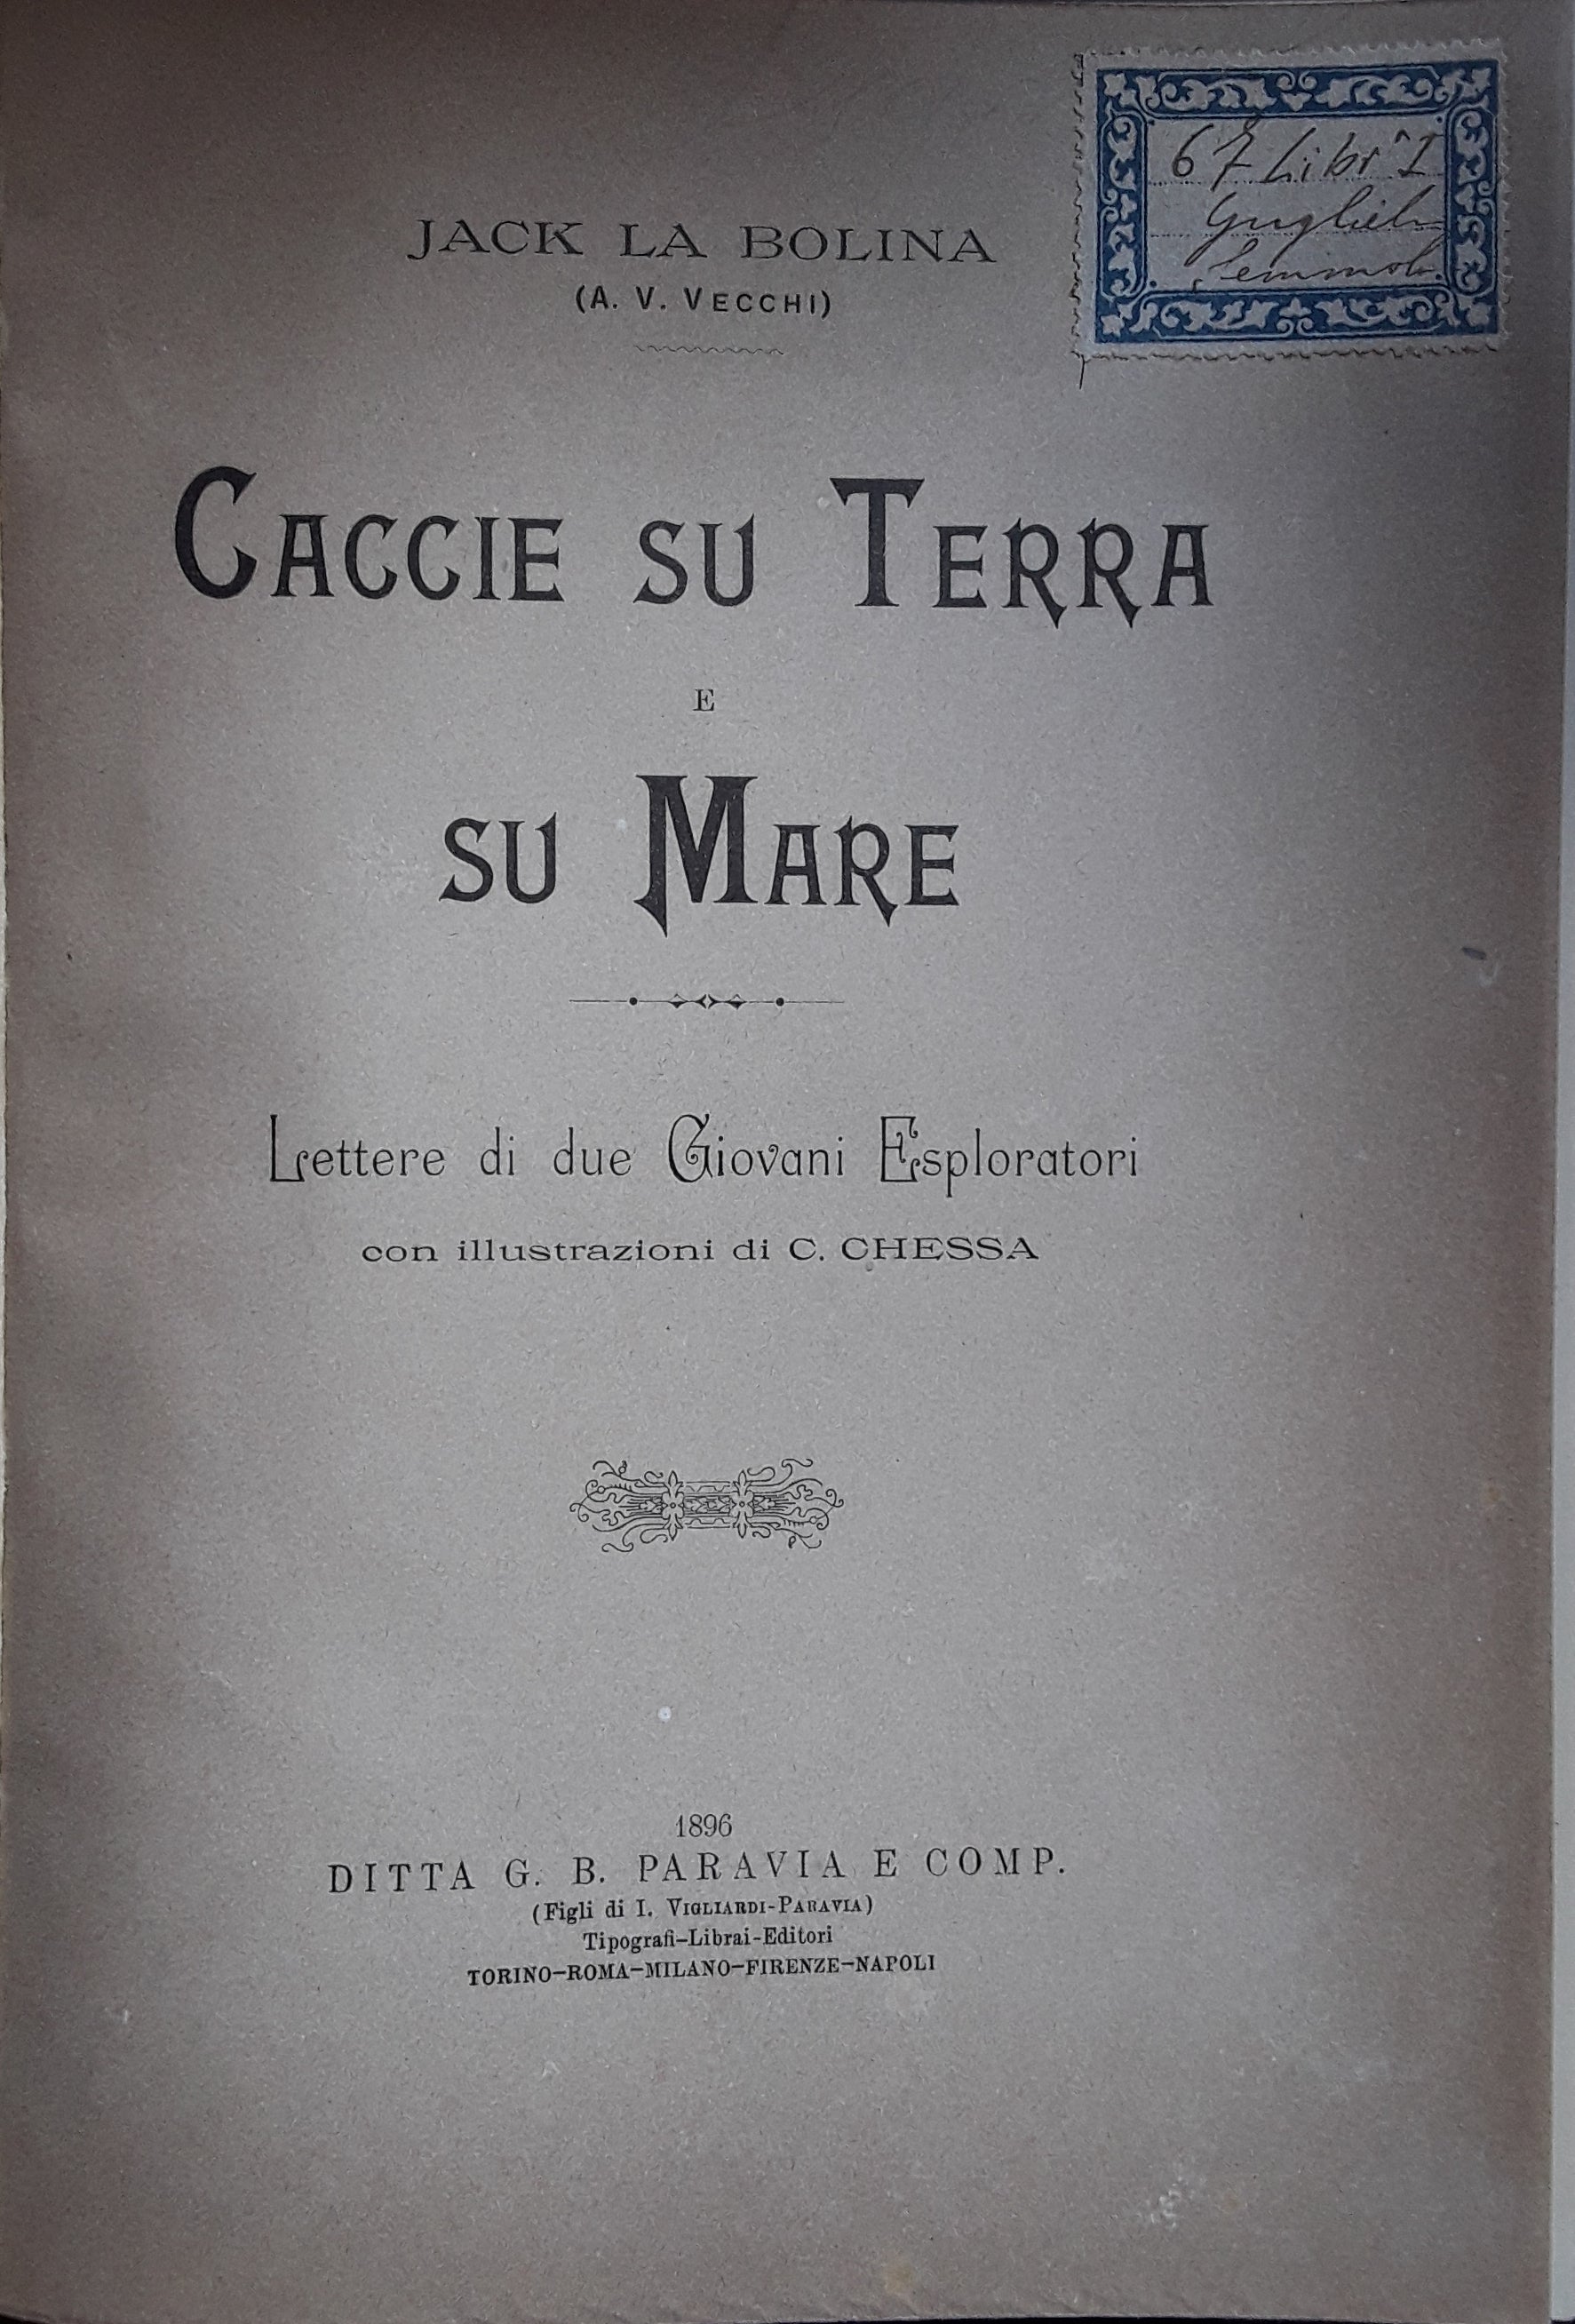 JACK LA BOLINA
(A. V. VECCHI)
67 Libr I
CACCIE SU TERRA
E
SU MARE
Lettere di due Giovani Esploratori
con illustrazioni di C. CHESSA
1896
DITTA G. B. PARAVIA E COMP.
(Figli di I. VIGLIARDI-PARAVIA)
Tipografi-Librai-Editori
TORINO-ROMA-MILANO-FIRENZE-NAPOLI